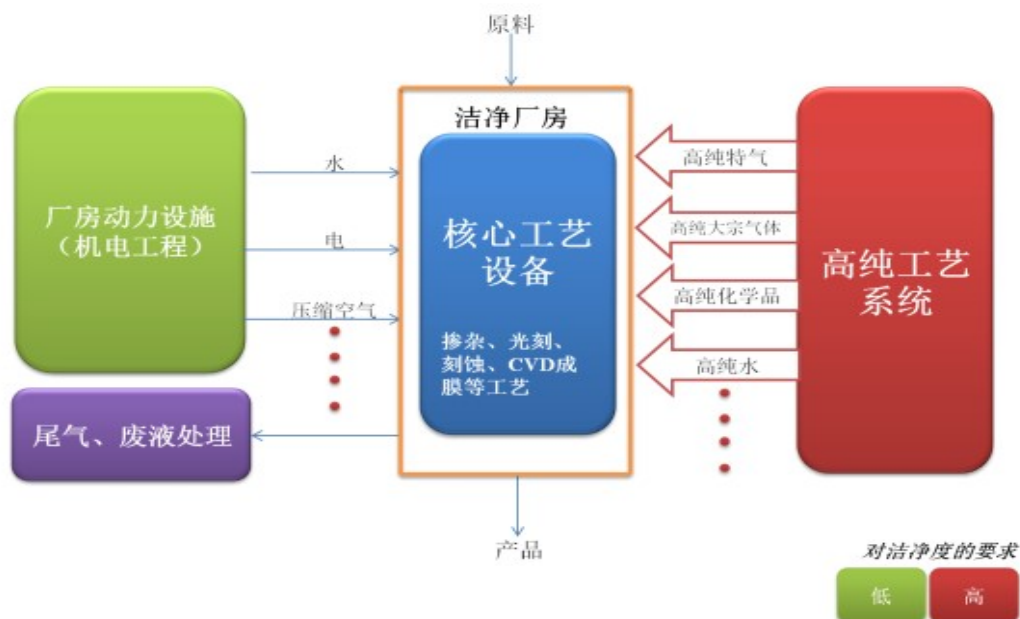 原料
洁净厂房
厂房动力设施
（机电工程）
水
电
压缩空气
核心工艺
设备
掺杂、光刻、
刻蚀、CVD成
膜等工艺
高纯特气
高纯大宗气体
高纯化学品
高纯水
高纯工艺
系统
尾气、废液处理
产品
对洁净度的要求
低
高